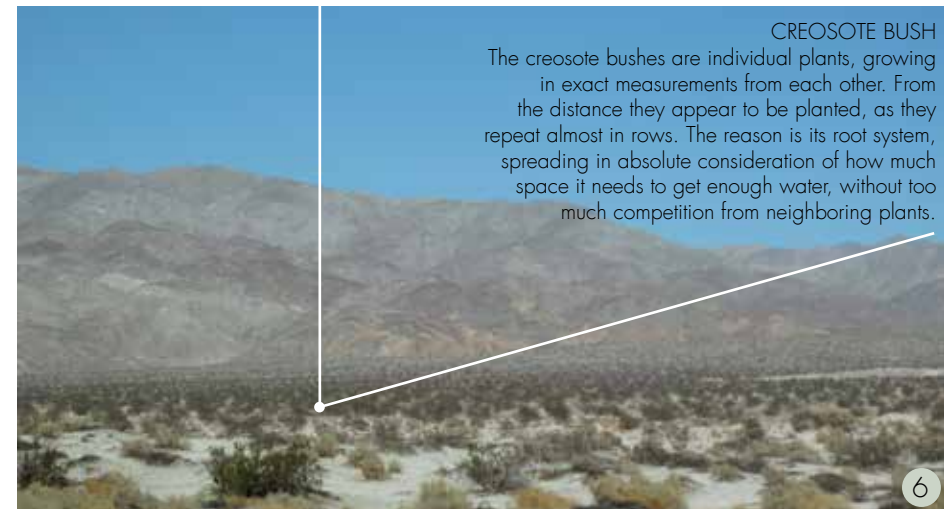 CREOSOTE BUSH
The creosote bushes are individual plants, growing
in exact measurements from each other. From
the distance they appear to be planted, as they
repeat almost in rows. The reason is its root system,
spreading in absolute consideration of how much
space it needs to get enough water, without too
much competition from neighboring plants.
6